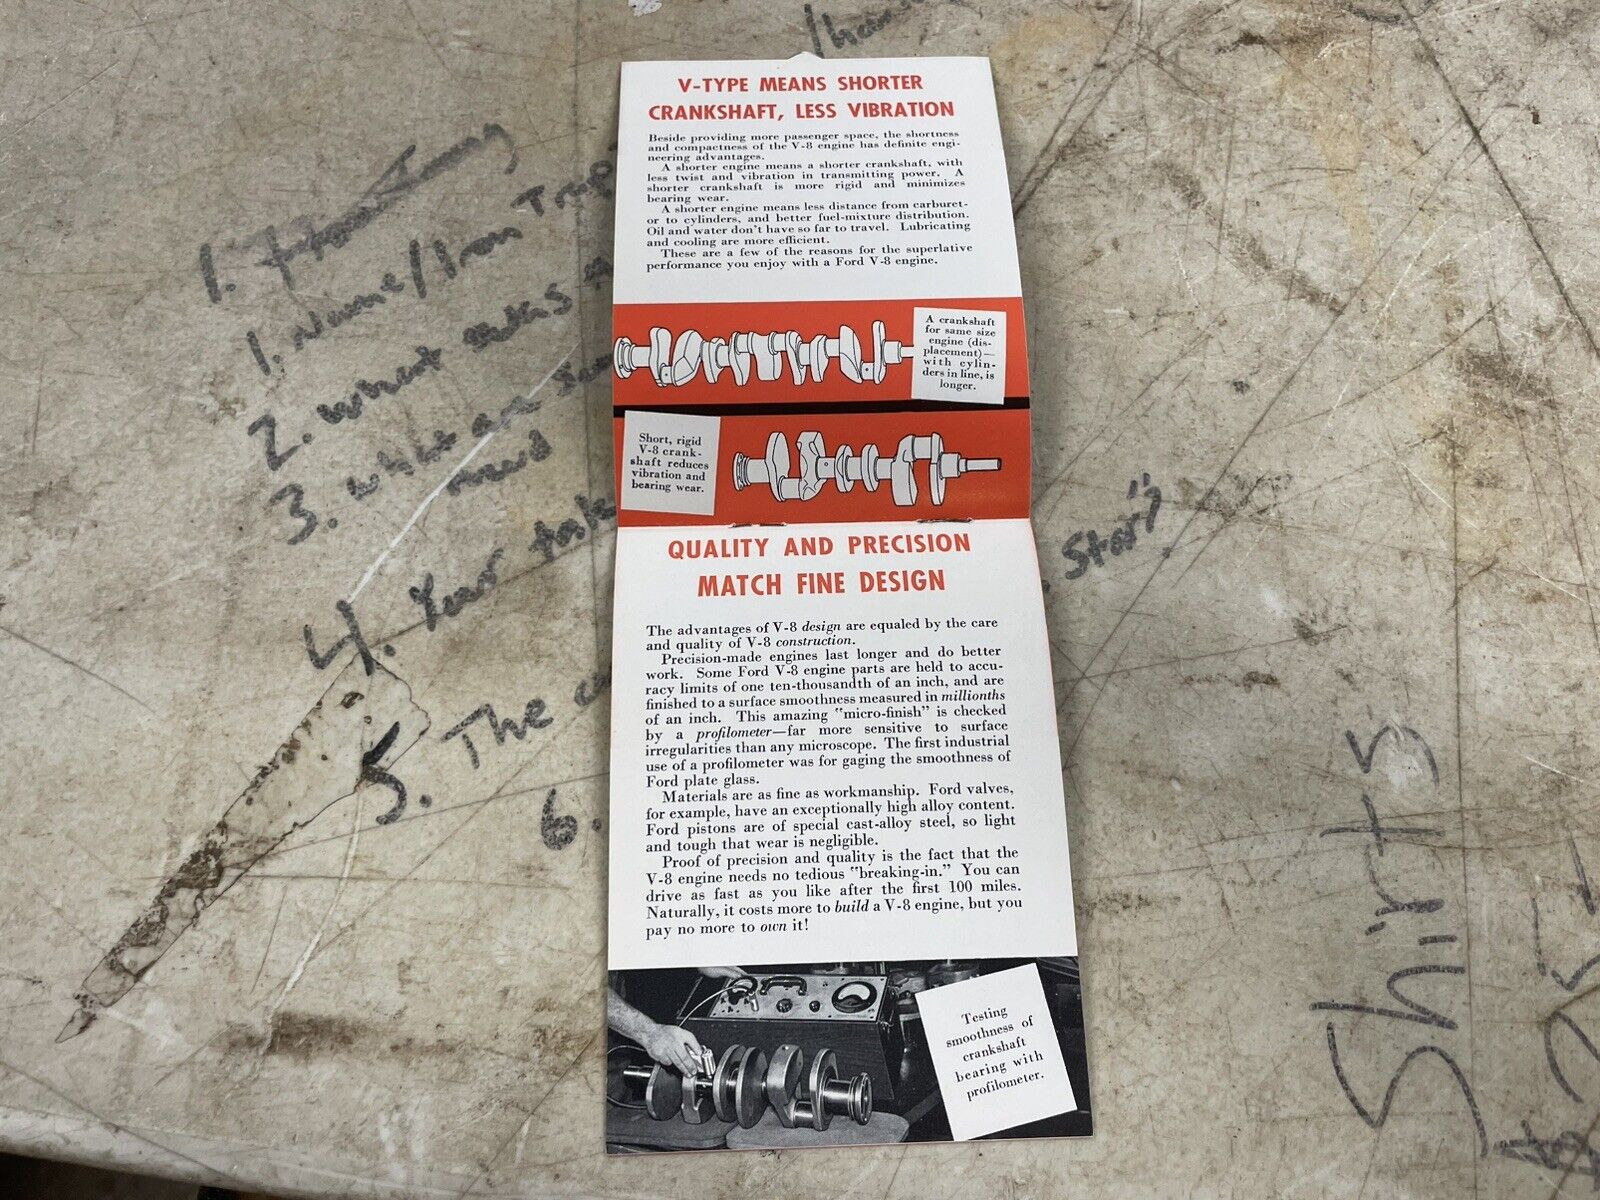 V-TYPE MEANS SHORTER
CRANKSHAFT, LESS VIBRATION
Beside providing more passenger space, the shortness
and compactness of the V-8 engine has definite engi-
neering advantages.
A shorter engine means a shorter crankshaft, with
less twist and vibration in transmitting power. A
shorter crankshaft is more rigid and minimizes
bearing wear.
A shorter engine means less distance from carburet-
or to cylinders, and better fuel-mixture distribution.
Oil and water don't have so far to travel. Lubricating
and cooling are more efficient.
These are a few of the reasons for the superlative
performance you enjoy with a Ford V-8 engine.
A crankshaft
for same size
engine (dis-
placement)—
with cylin-
ders in line, is
longer.
Short, rigid
V-8 crank-
shaft reduces
vibration and
bearing wear.
QUALITY AND PRECISION
MATCH FINE DESIGN
The advantages of V-8 design are equaled by the care
and quality of V-8 construction.
Precision-made engines last longer and do better
work. Some Ford V-8 engine parts are held to accu-
racy limits of one ten-thousandth of an inch, and are
finished to a surface smoothness measured in millionths
of an inch. This amazing "micro-finish" is checked
by a profilometer—far more sensitive to surface
irregularities than any microscope. The first industrial
use of a profilometer was for gaging the smoothness of
Ford plate glass.
Materials are as fine as workmanship. Ford valves,
for example, have an exceptionally high alloy content.
Ford pistons are of special cast-alloy steel, so light
and tough that wear is negligible.
Proof of precision and quality is the fact that the
V-8 engine needs no tedious "breaking-in." You can
drive as fast as you like after the first 100 miles.
Naturally, it costs more to build a V-8 engine, but you
pay no more to own it!
Testing
smoothness of
crankshaft
bearing with
profilometer.
1.
1. Name/Iron Trap
2. what
3. what
4. Your
5. The
6.
Story"
Shirts